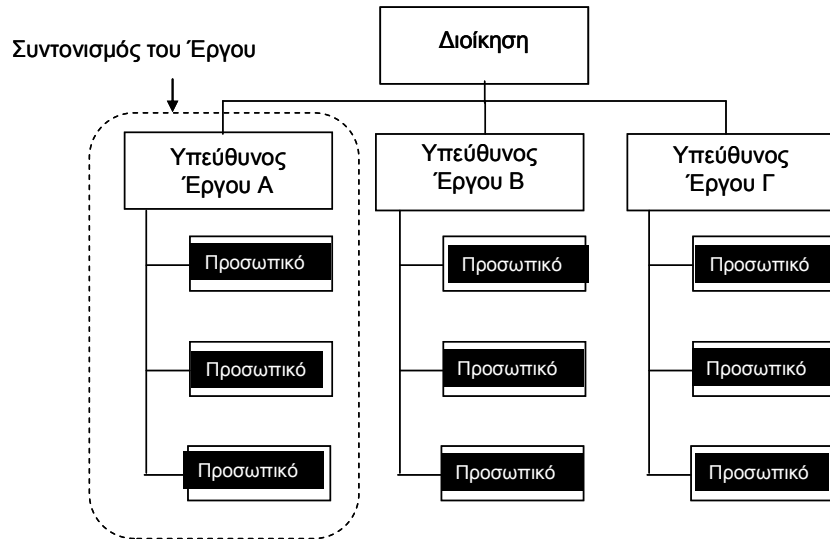 Συντονισμός του Έργου
Διοίκηση
Υπεύθυνος
Έργου Α
Υπεύθυνος
Έργου Β
Υπεύθυνος
Έργου Γ
Προσωπικό
Προσωπικό
Προσωπικό
Προσωπικό
Προσωπικό
Προσωπικό
Προσωπικό
Προσωπικό
Προσωπικό